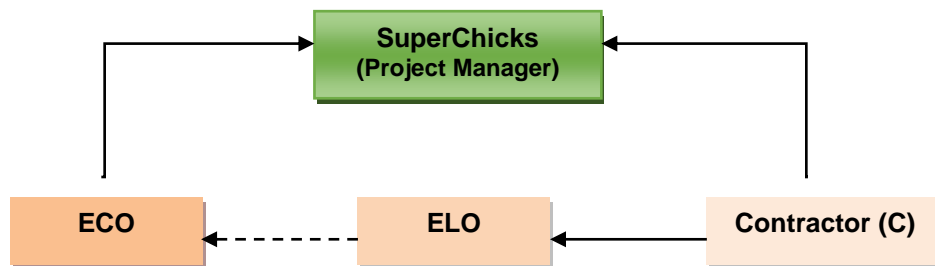 SuperChicks
(Project Manager)
ECO
ELO
Contractor (C)